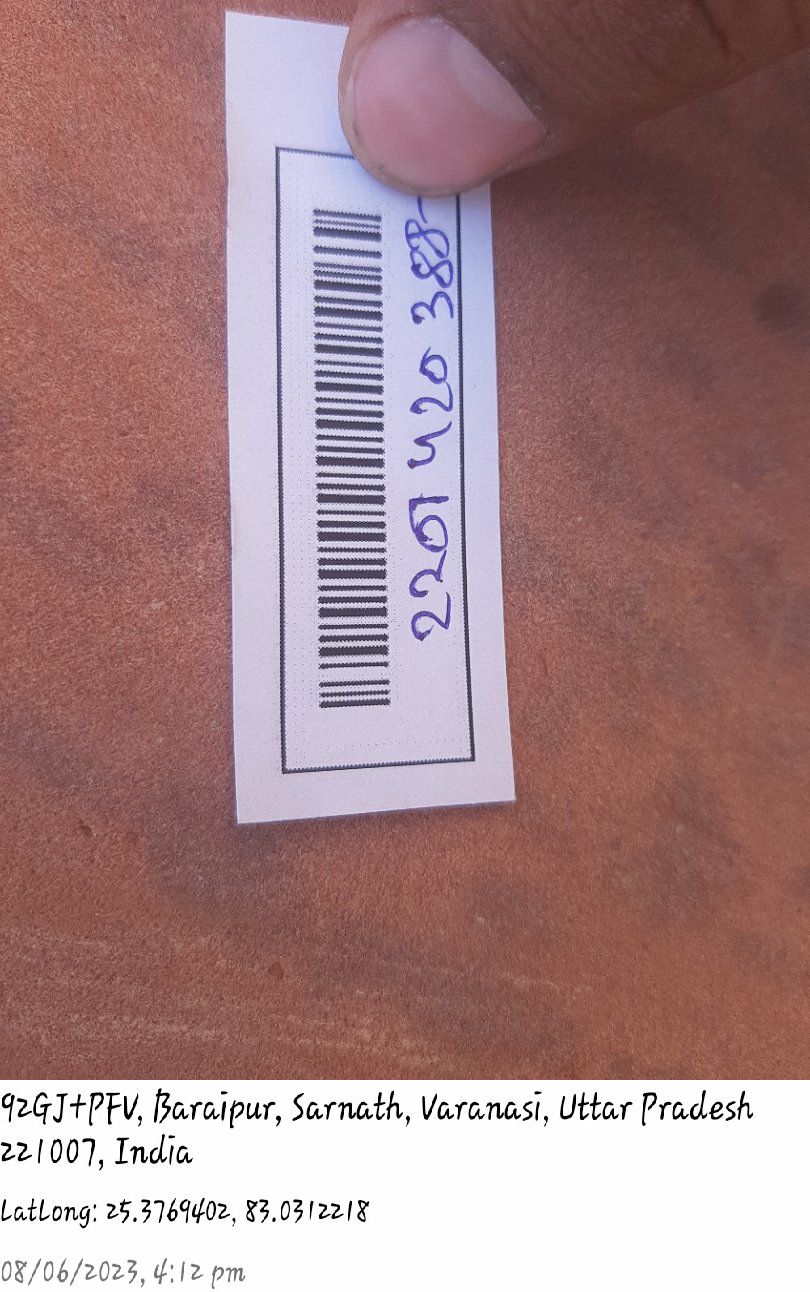 2201 420 388-
92GJ+PFV, Baraipur, Sarnath, Varanasi, Uttar Pradesh
221007, India
LatLong: 25.3769402, 83.0312218
08/06/2023, 4:12 pm